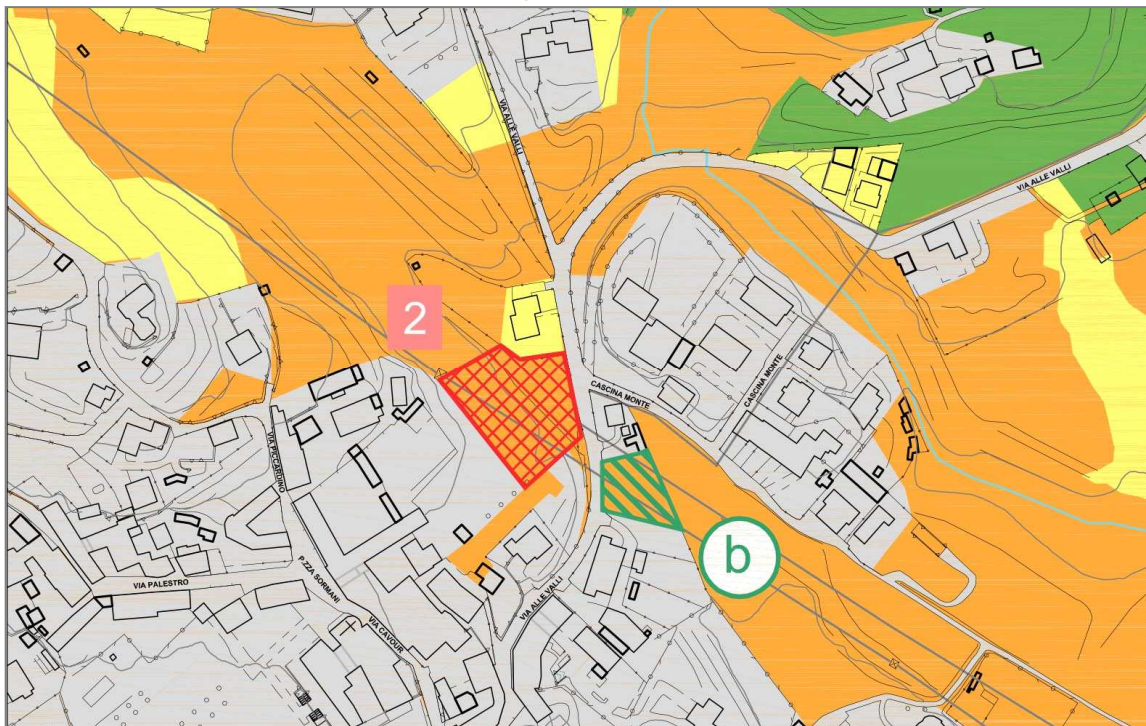 VIA ALLE VALLI
VIA ALLE VALLI
2
CASCINA MONTE
CASCINA MONTE
VIA PICCARDINO
b
VIA PALESTRO
P.ZZA SORMANI
VIA ALLE VALLI
VIA CAVOUR